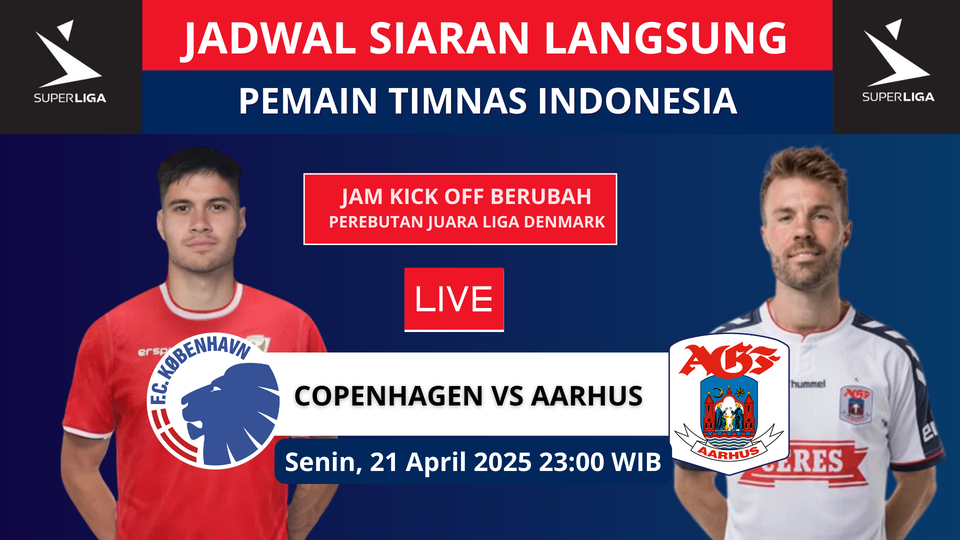 JADWAL SIARAN LANGSUNG
PEMAIN TIMNAS INDONESIA
SUPERLIGA
SUPERLIGA
JAM KICK OFF BERUBAH
PEREBUTAN JUARA LIGA DENMARK
LIVE
F.C. KØBENHAVN
COPENHAGEN VS AARHUS
Senin, 21 April 2025 23:00 WIB
AGF
AARHUS
hummel
CERES